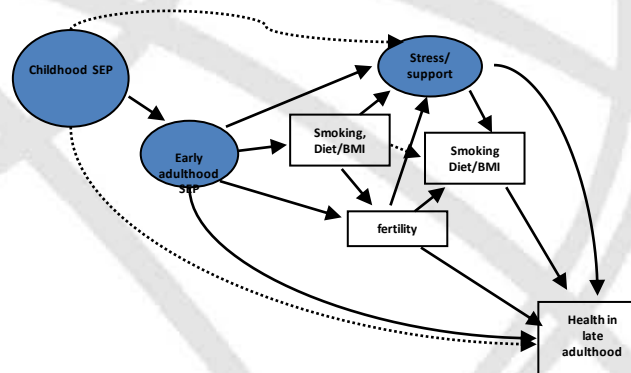 Childhood SEP
Stress/
support
Early
adulthood
SEP
Smoking,
Diet/BMI
Smoking
Diet/BMI
fertility
Health in
late
adulthood